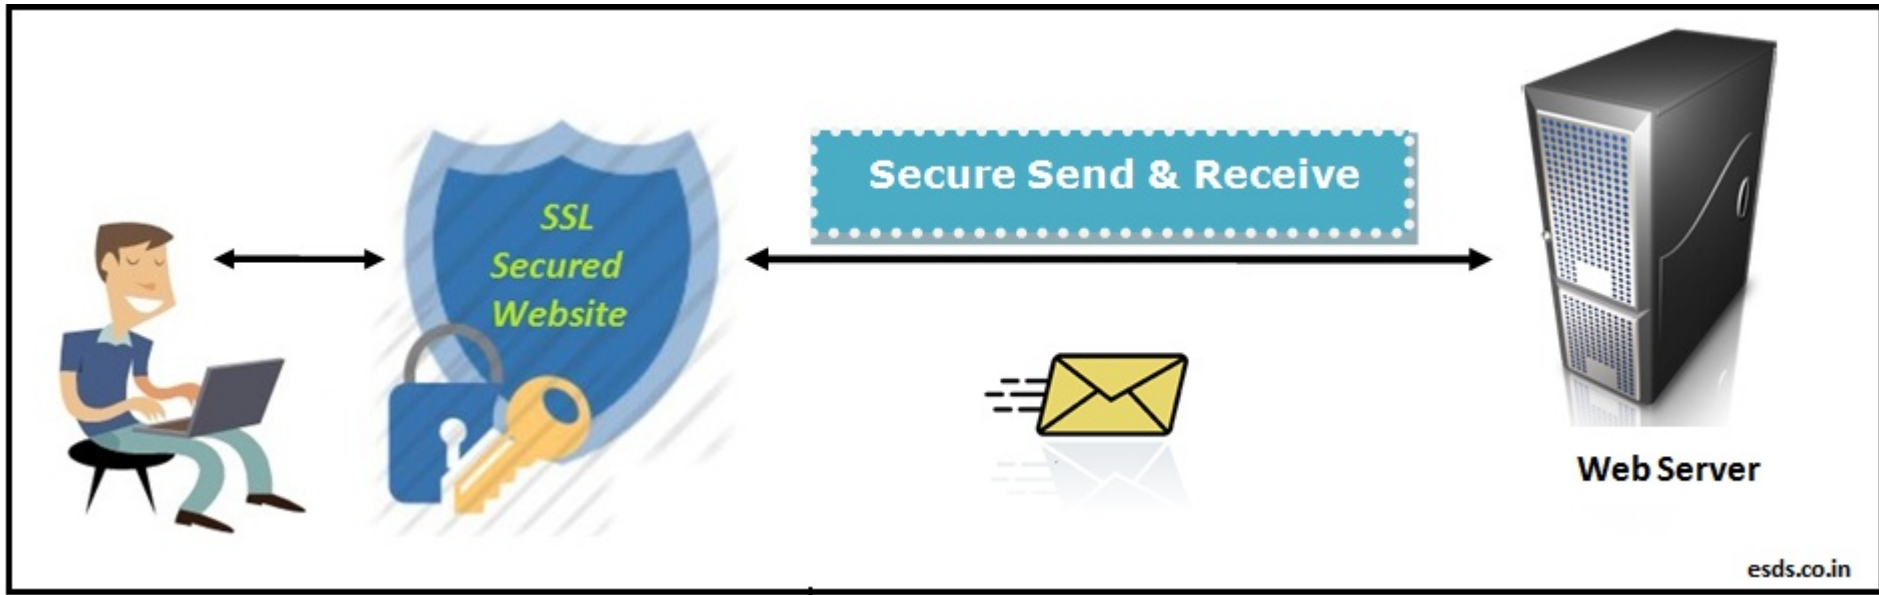 SSL
Secured
Website
Secure Send & Receive
Web Server
esds.co.in